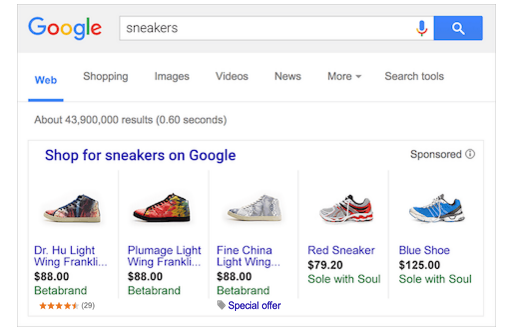 Google
sneakers
Web Shopping Images Videos News More Search tools
About 43,900,000 results (0.60 seconds)
Shop for sneakers on Google
Sponsored
Dr. Hu Light
Wing Frankli...
$88.00
Betabrand
(29)
Plumage Light
Wing Frankli...
$88.00
Betabrand
Fine China
Light Wing...
$88.00
Betabrand
Special offer
Red Sneaker
$79.20
Sole with Soul
Blue Shoe
$125.00
Sole with Soul